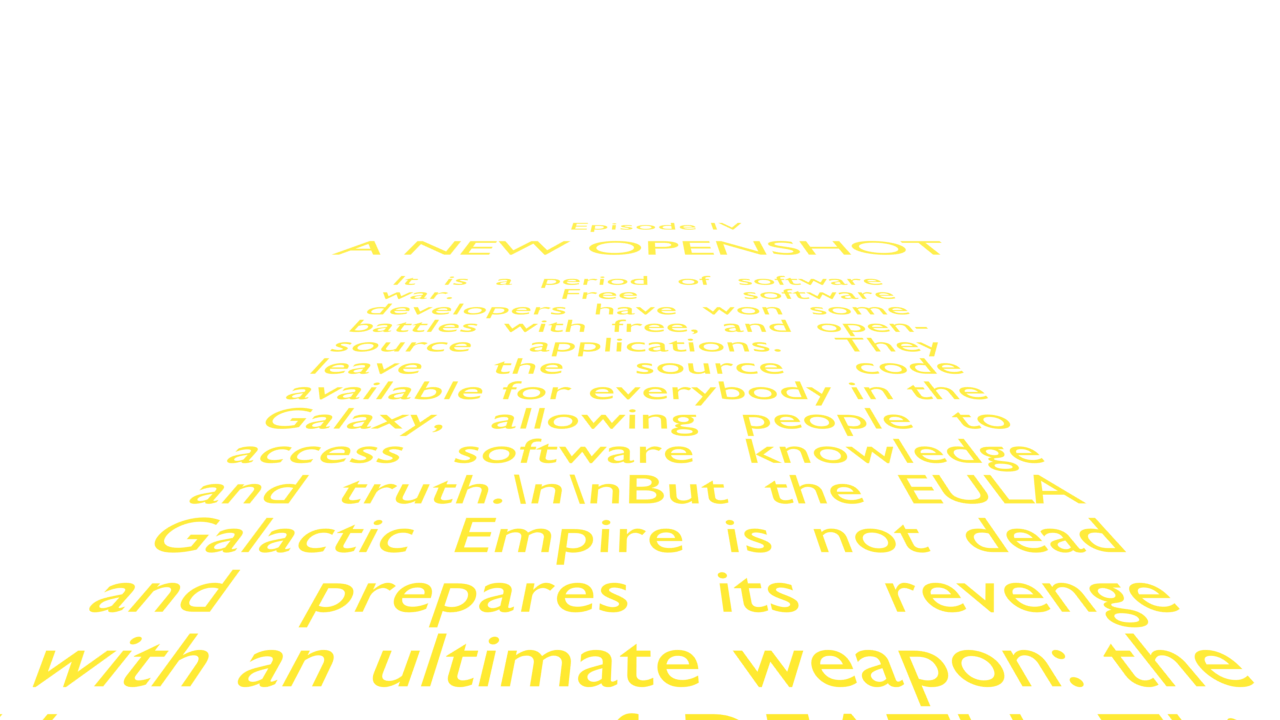 Episode IV
A NEW OPENSHOT
It is a period of software
war. Free software
developers have won some
battles with free, and open-
source applications. They
leave the source code
available for everybody in the
Galaxy, allowing people to
access software knowledge
and truth.\n\nBut the EULA
Galactic Empire is not dead
and prepares its revenge
with an ultimate weapon: the